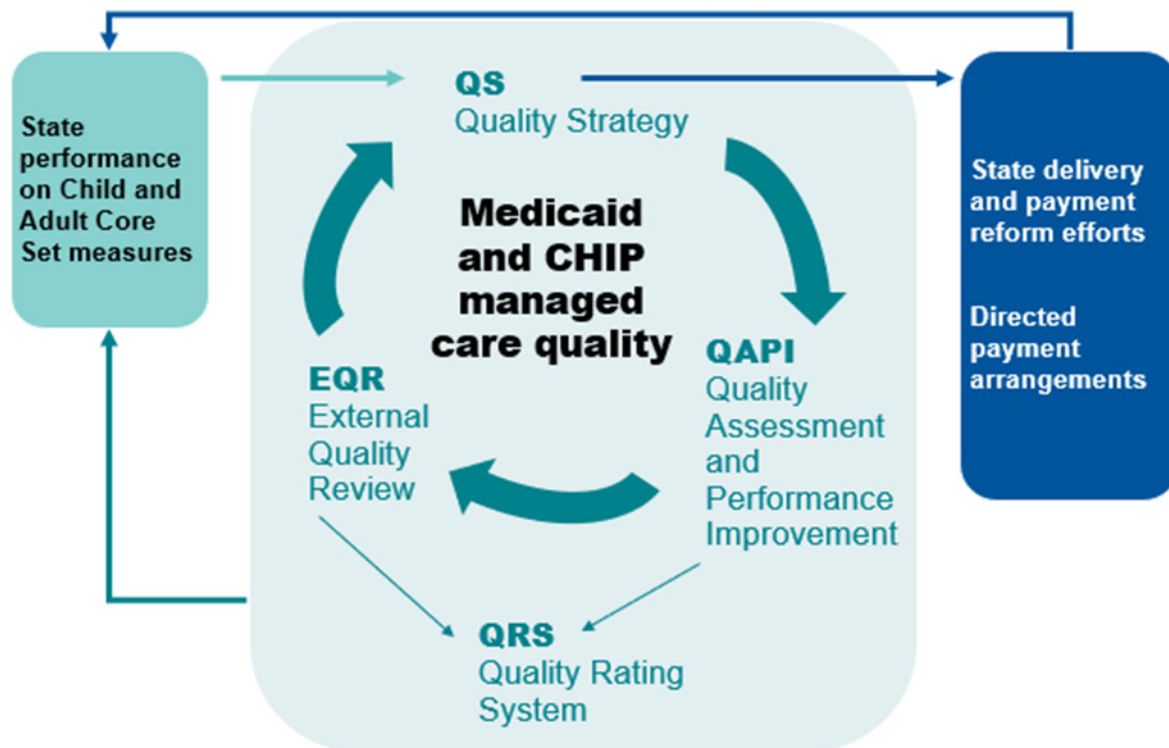 State
performance
on Child and
Adult Core
Set measures
QS
Quality Strategy
Medicaid
and CHIP
managed
care quality
QAPI
Quality
Assessment
and
Performance
Improvement
EQR
External
Quality
Review
QRS
Quality Rating
System
State delivery
and payment
reform efforts
Directed
payment
arrangements